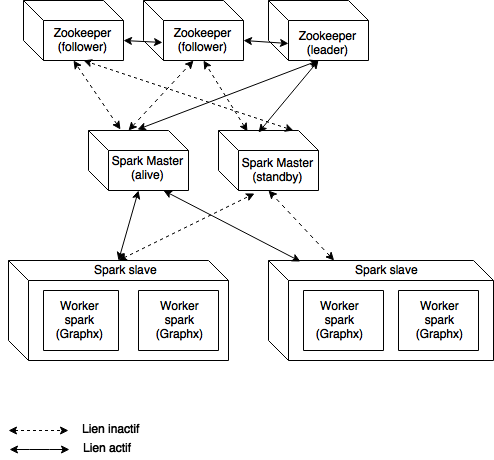 Zookeeper
(follower)
Zookeeper
(follower)
Zookeeper
(leader)
Spark Master
(alive)
Spark Master
(standby)
Spark slave
Worker
spark
(Graphx)
Worker
spark
(Graphx)
Spark slave
Worker
spark
(Graphx)
Worker
spark
(Graphx)
Lien inactif
Lien actif